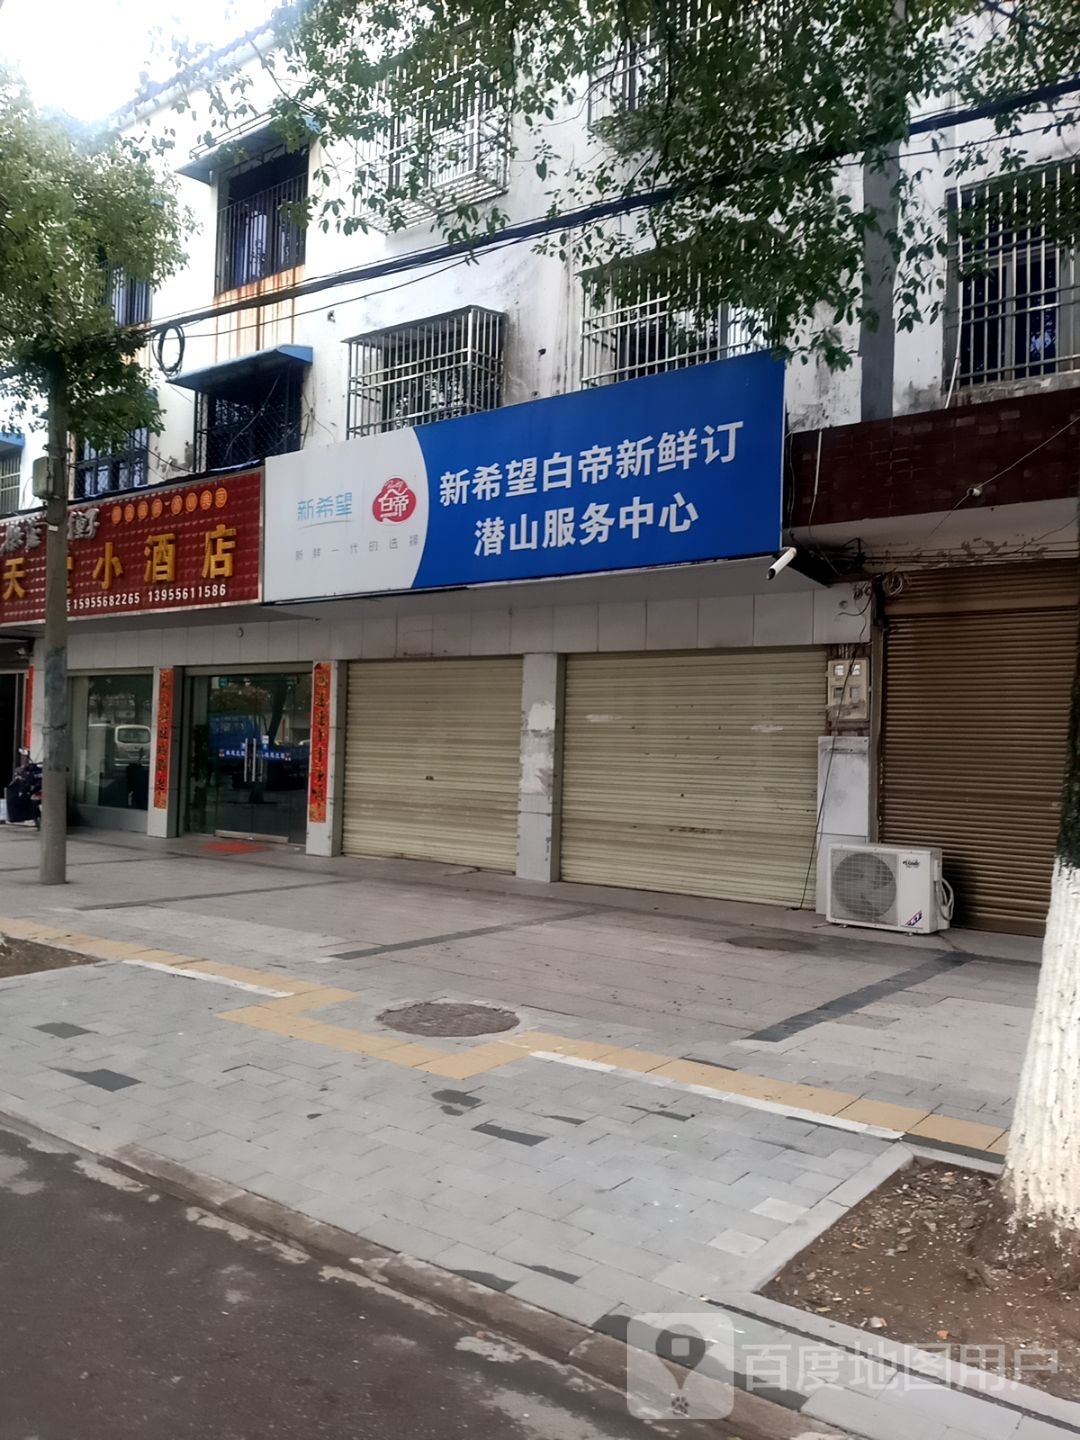 新希望
白帝
新鲜一代的选择
新希望白帝新鲜订
潜山服务中心
天
小酒店
15955682265 13955611586
百度地图用户